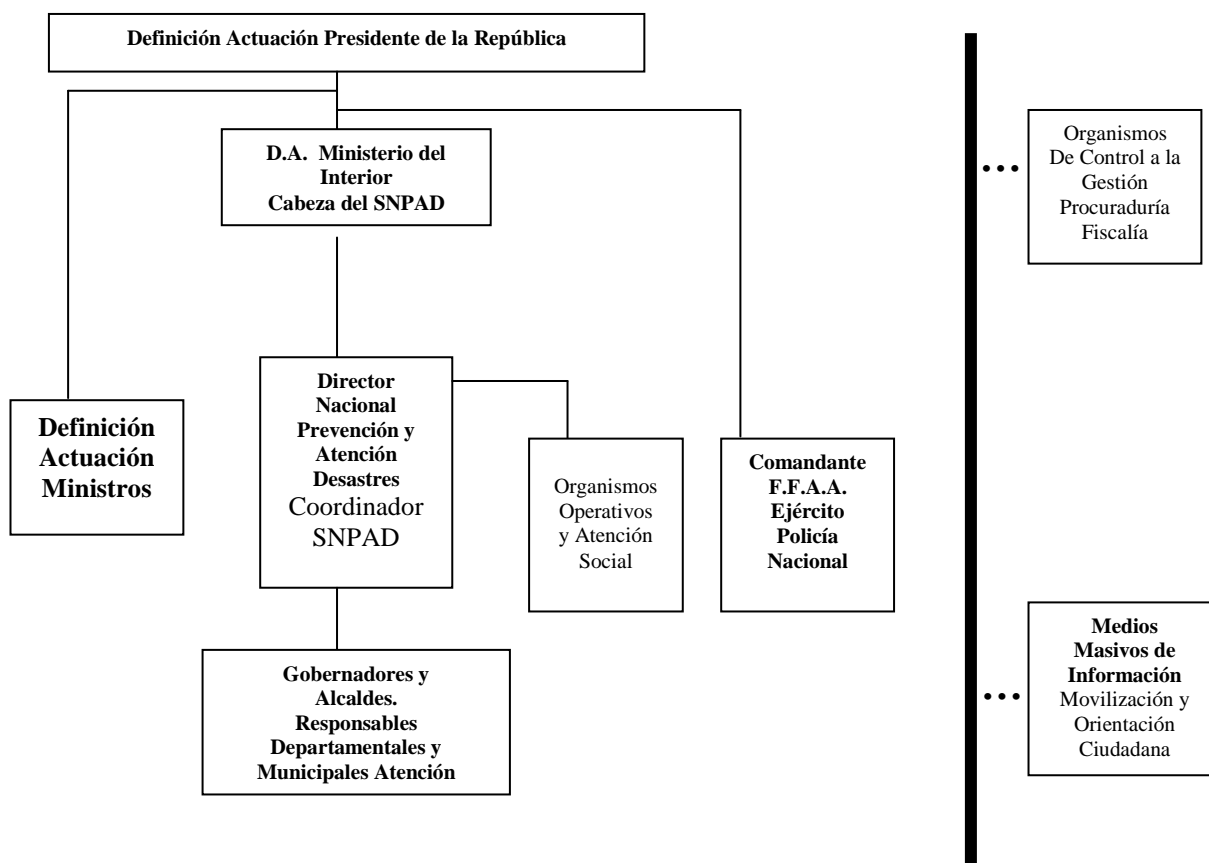 Definición Actuación Presidente de la República
D.A. Ministerio del
Interior
Cabeza del SNPAD
Organismos
De Control a la
Gestión
Procuraduría
Fiscalía
Definición
Actuación
Ministros
Director
Nacional
Prevención y
Atención
Desastres
Coordinador
SNPAD
Organismos
Operativos
y Atención
Social
Comandante
F.F.A.A.
Ejército
Policía
Nacional
Gobernadores y
Alcaldes.
Responsables
Departamentales y
Municipales Atención
Medios
Masivos de
Información
Movilización y
Orientación
Ciudadana